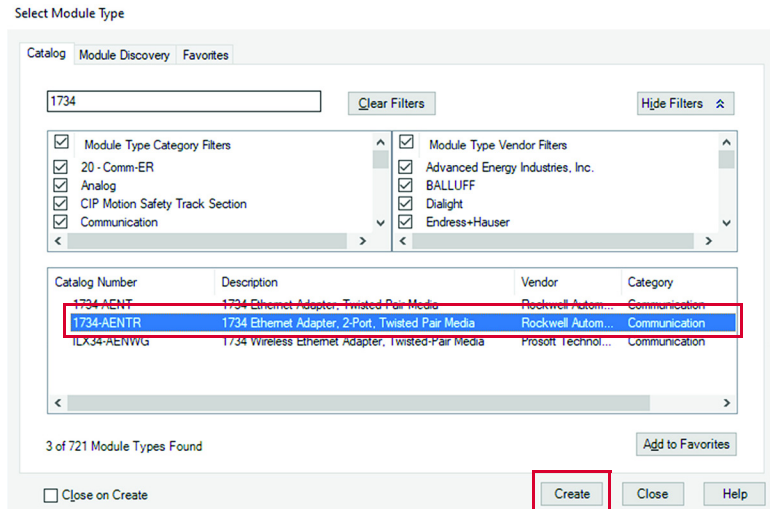 Select Module Type
Catalog Module Discovery Favorites
1734 Clear Filters Hide Filters
Module Type Category Filters Module Type Vendor Filters
20 - Comm-ER Advanced Energy Industries, Inc.
Analog BALLUFF
CIP Motion Safety Track Section Dialight
Communication Endress+Hauser
Catalog Number Description Vendor Category
1734-AENT 1734 Ethernet Adapter, Twisted-Pair Media Rockwell Autom... Communication
1734-AENTR 1734 Ethernet Adapter, 2-Port, Twisted Pair Media Rockwell Autom... Communication
ILX34-AENWG 1734 Wireless Ethernet Adapter, Twisted-Pair Media Prosoft Technol... Communication
3 of 721 Module Types Found Add to Favorites
Close on Create Create Close Help